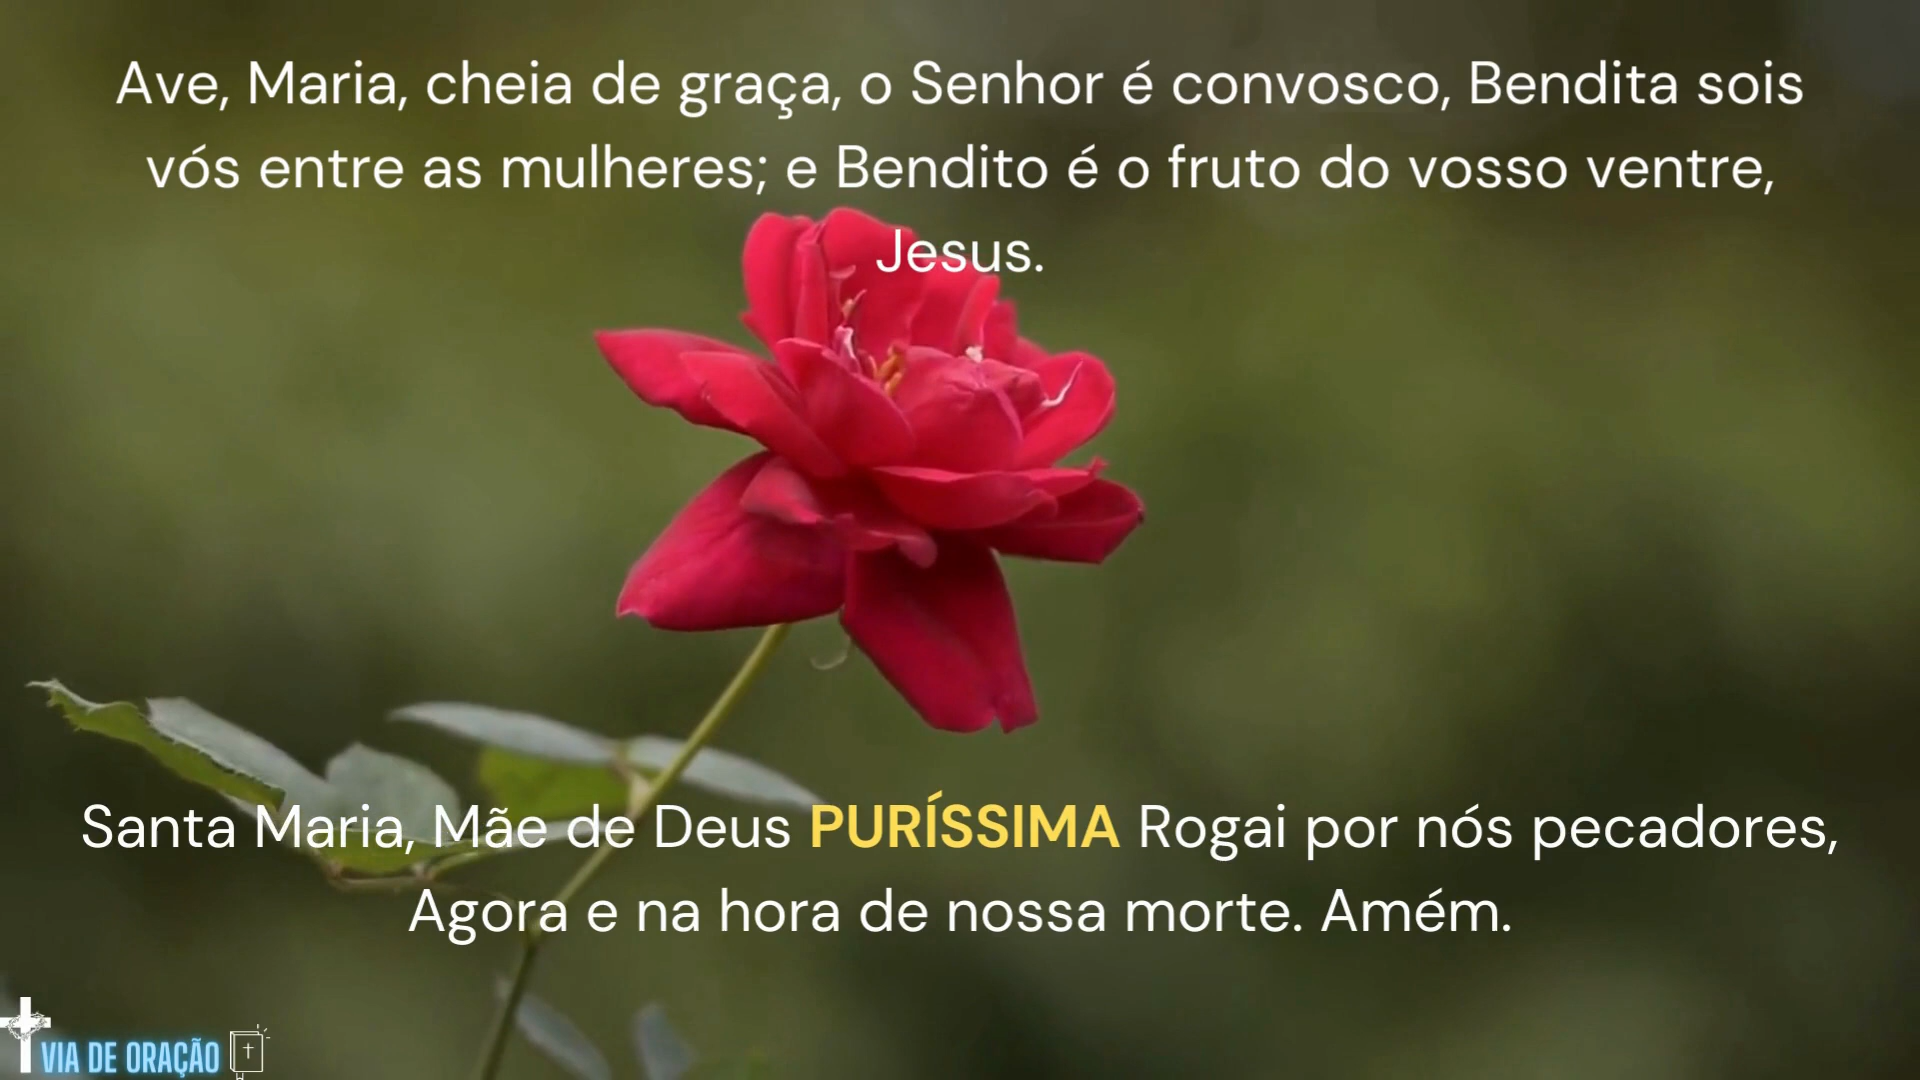 Ave, Maria, cheia de graça, o Senhor é convosco, Bendita sois
vós entre as mulheres; e Bendito é o fruto do vosso ventre,
Jesus.
Santa Maria, Mãe de Deus PURÍSSIMA Rogai por nós pecadores,
Agora e na hora de nossa morte. Amém.
VIA DE ORAÇÃO